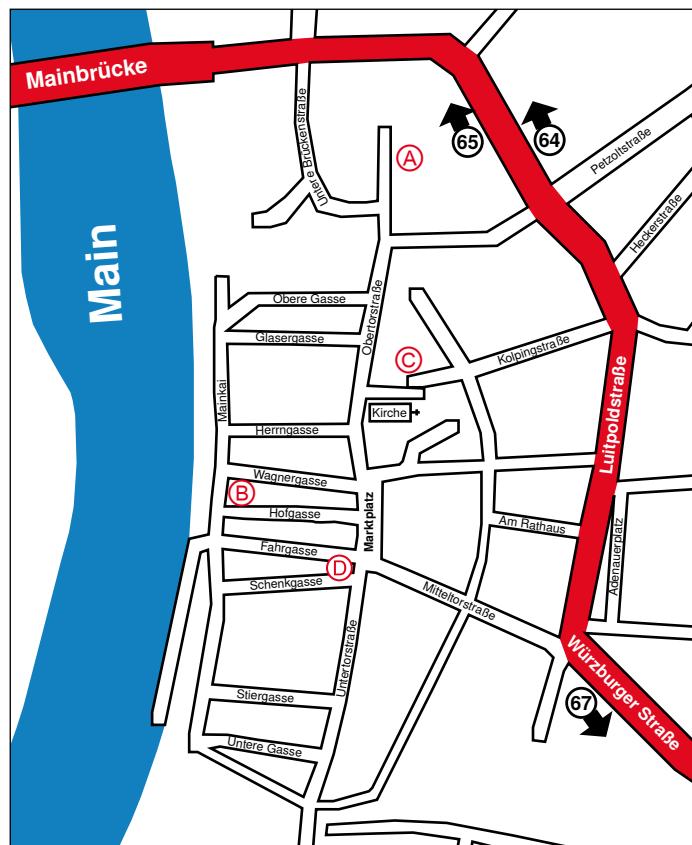 Mainbrücke
Untere Brückenstraße
65
64
A
Petzoltstraße
Heckerstraße
Main
Obere Gasse
Obertorstraße
Glasergasse
C
Kolpingstraße
Mainkai
Kirche
Luitpoldstraße
Herrngasse
Wagnergasse
B
Hofgasse
Marktplatz
Am Rathaus
Adenauerplatz
Fahrgasse
D
Schenkgasse
Mitteltorstraße
Untertorstraße
Würzburger Straße
67
Stiergasse
Untere Gasse